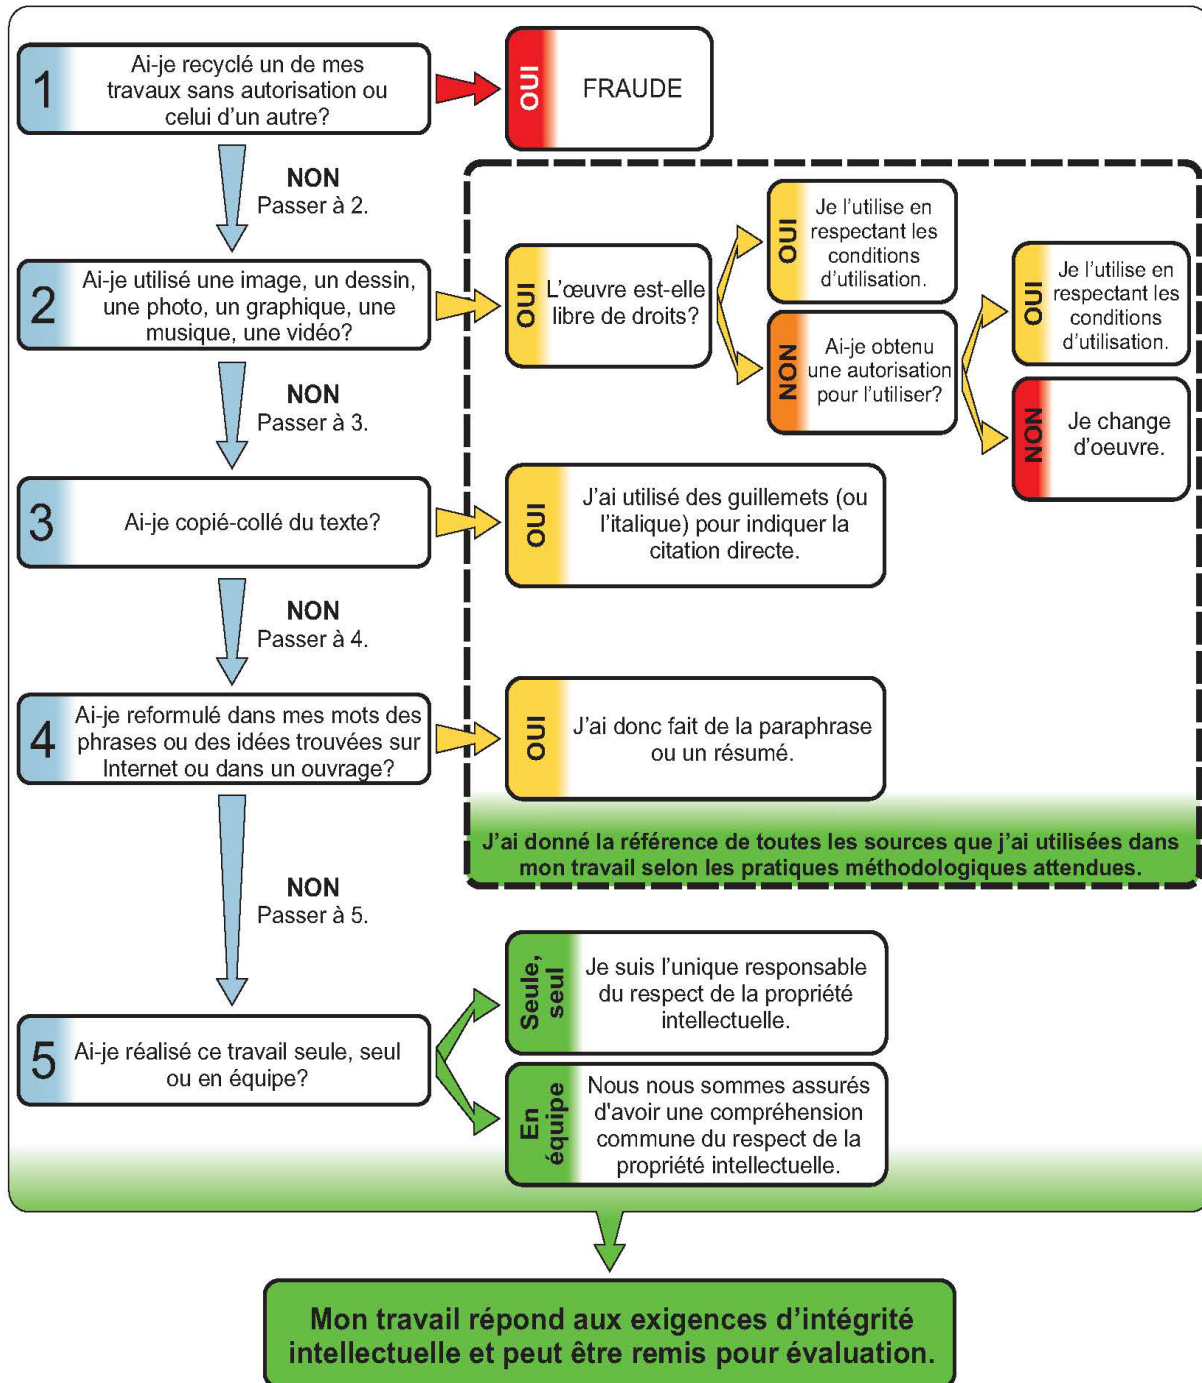 1
Ai-je recyclé un de mes
travaux sans autorisation ou
celui d'un autre?
OUI
FRAUDE
NON
Passer à 2.
2
Ai-je utilisé une image, un dessin,
une photo, un graphique, une
musique, une vidéo?
OUI
L'œuvre est-elle
libre de droits?
OUI
Je l'utilise en
respectant les
conditions
d'utilisation.
NON
Ai-je obtenu
une autorisation
pour l'utiliser?
OUI
Je l'utilise en
respectant les
conditions
d'utilisation.
NON
Je change
d'oeuvre.
NON
Passer à 3.
3
Ai-je copié-collé du texte?
OUI
J'ai utilisé des guillemets (ou
l'italique) pour indiquer la
citation directe.
NON
Passer à 4.
4
Ai-je reformulé dans mes mots des
phrases ou des idées trouvées sur
Internet ou dans un ouvrage?
OUI
J'ai donc fait de la paraphrase
ou un résumé.
J'ai donné la référence de toutes les sources que j'ai utilisées dans
mon travail selon les pratiques méthodologiques attendues.
NON
Passer à 5.
5
Ai-je réalisé ce travail seule, seul
ou en équipe?
Seule,
seul
Je suis l'unique responsable
du respect de la propriété
intellectuelle.
En
équipe
Nous nous sommes assurés
d'avoir une compréhension
commune du respect de la
propriété intellectuelle.
Mon travail répond aux exigences d'intégrité
intellectuelle et peut être remis pour évaluation.